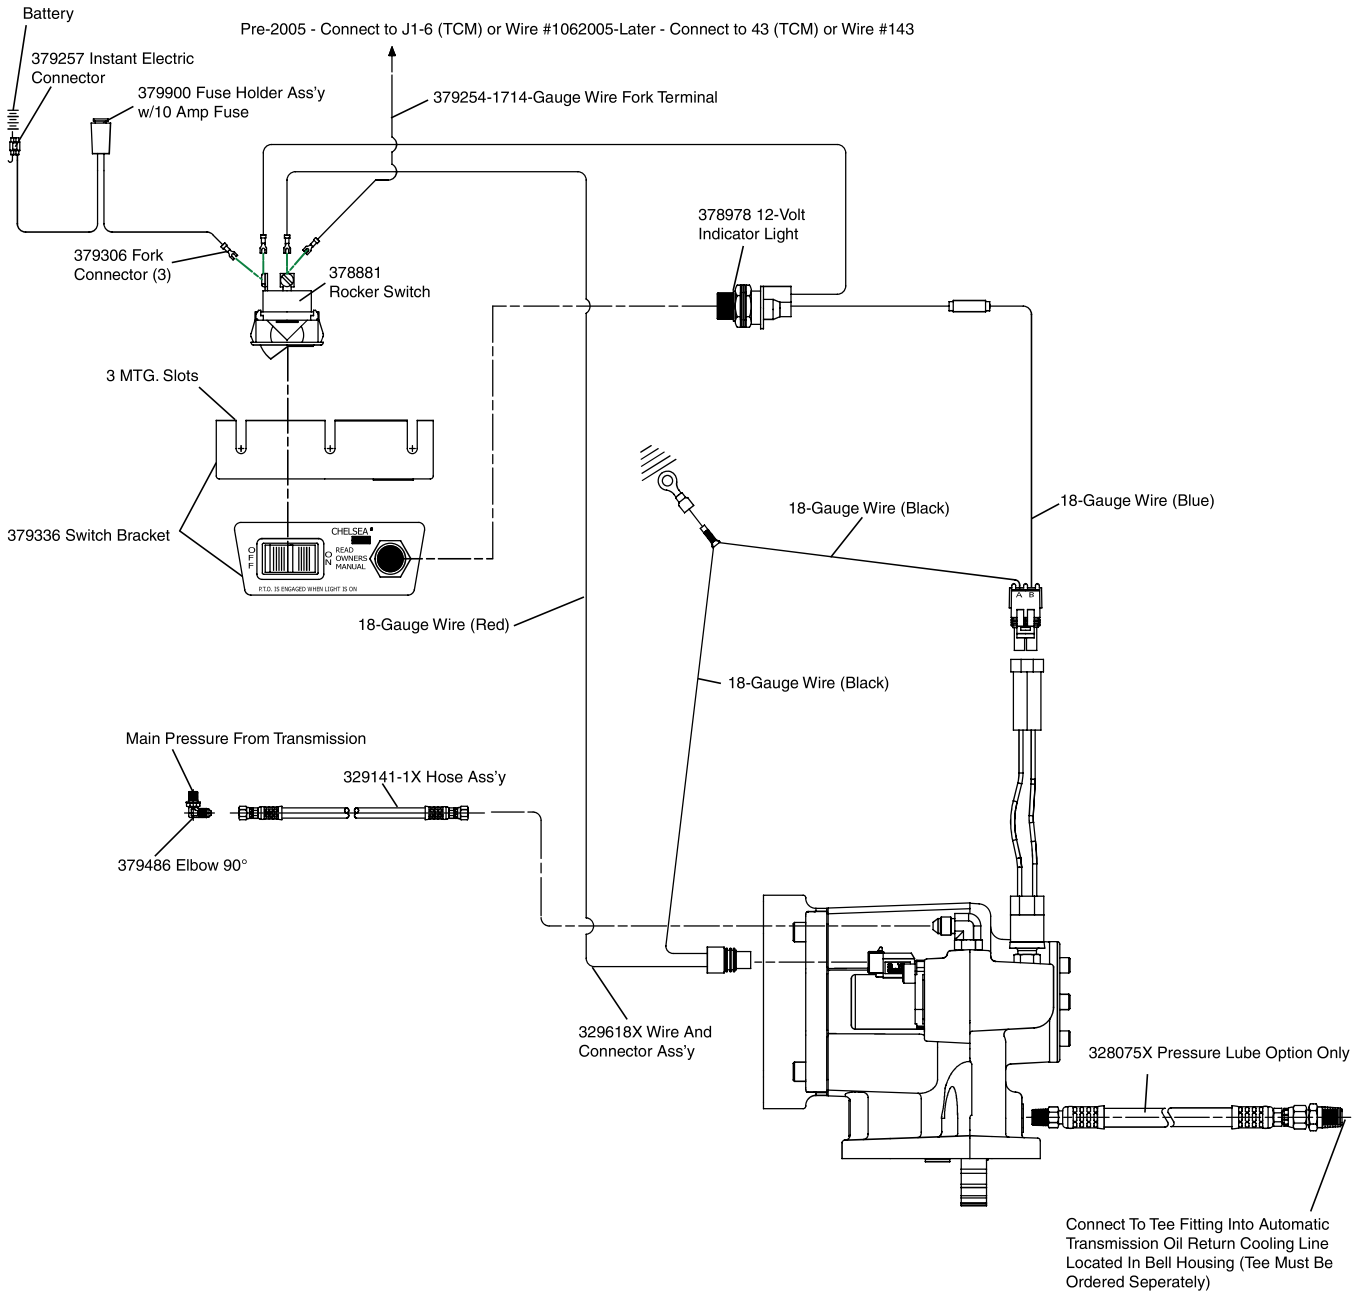 Battery
Pre-2005 - Connect to J1-6 (TCM) or Wire #1062005-Later - Connect to 43 (TCM) or Wire #143
379257 Instant Electric
Connector
379900 Fuse Holder Ass'y
w/10 Amp Fuse
379254-1714-Gauge Wire Fork Terminal
378978 12-Volt
Indicator Light
379306 Fork
Connector (3)
378881
Rocker Switch
3 MTG. Slots
379336 Switch Bracket
CHELSEA
OFF
ON
READ
OWNERS
MANUAL
P.T.D. IS ENGAGED WHEN LIGHT IS ON
18-Gauge Wire (Black)
18-Gauge Wire (Blue)
A B
18-Gauge Wire (Red)
18-Gauge Wire (Black)
Main Pressure From Transmission
329141-1X Hose Ass'y
379486 Elbow 90°
329618X Wire And
Connector Ass'y
328075X Pressure Lube Option Only
Connect To Tee Fitting Into Automatic
Transmission Oil Return Cooling Line
Located In Bell Housing (Tee Must Be
Ordered Seperately)